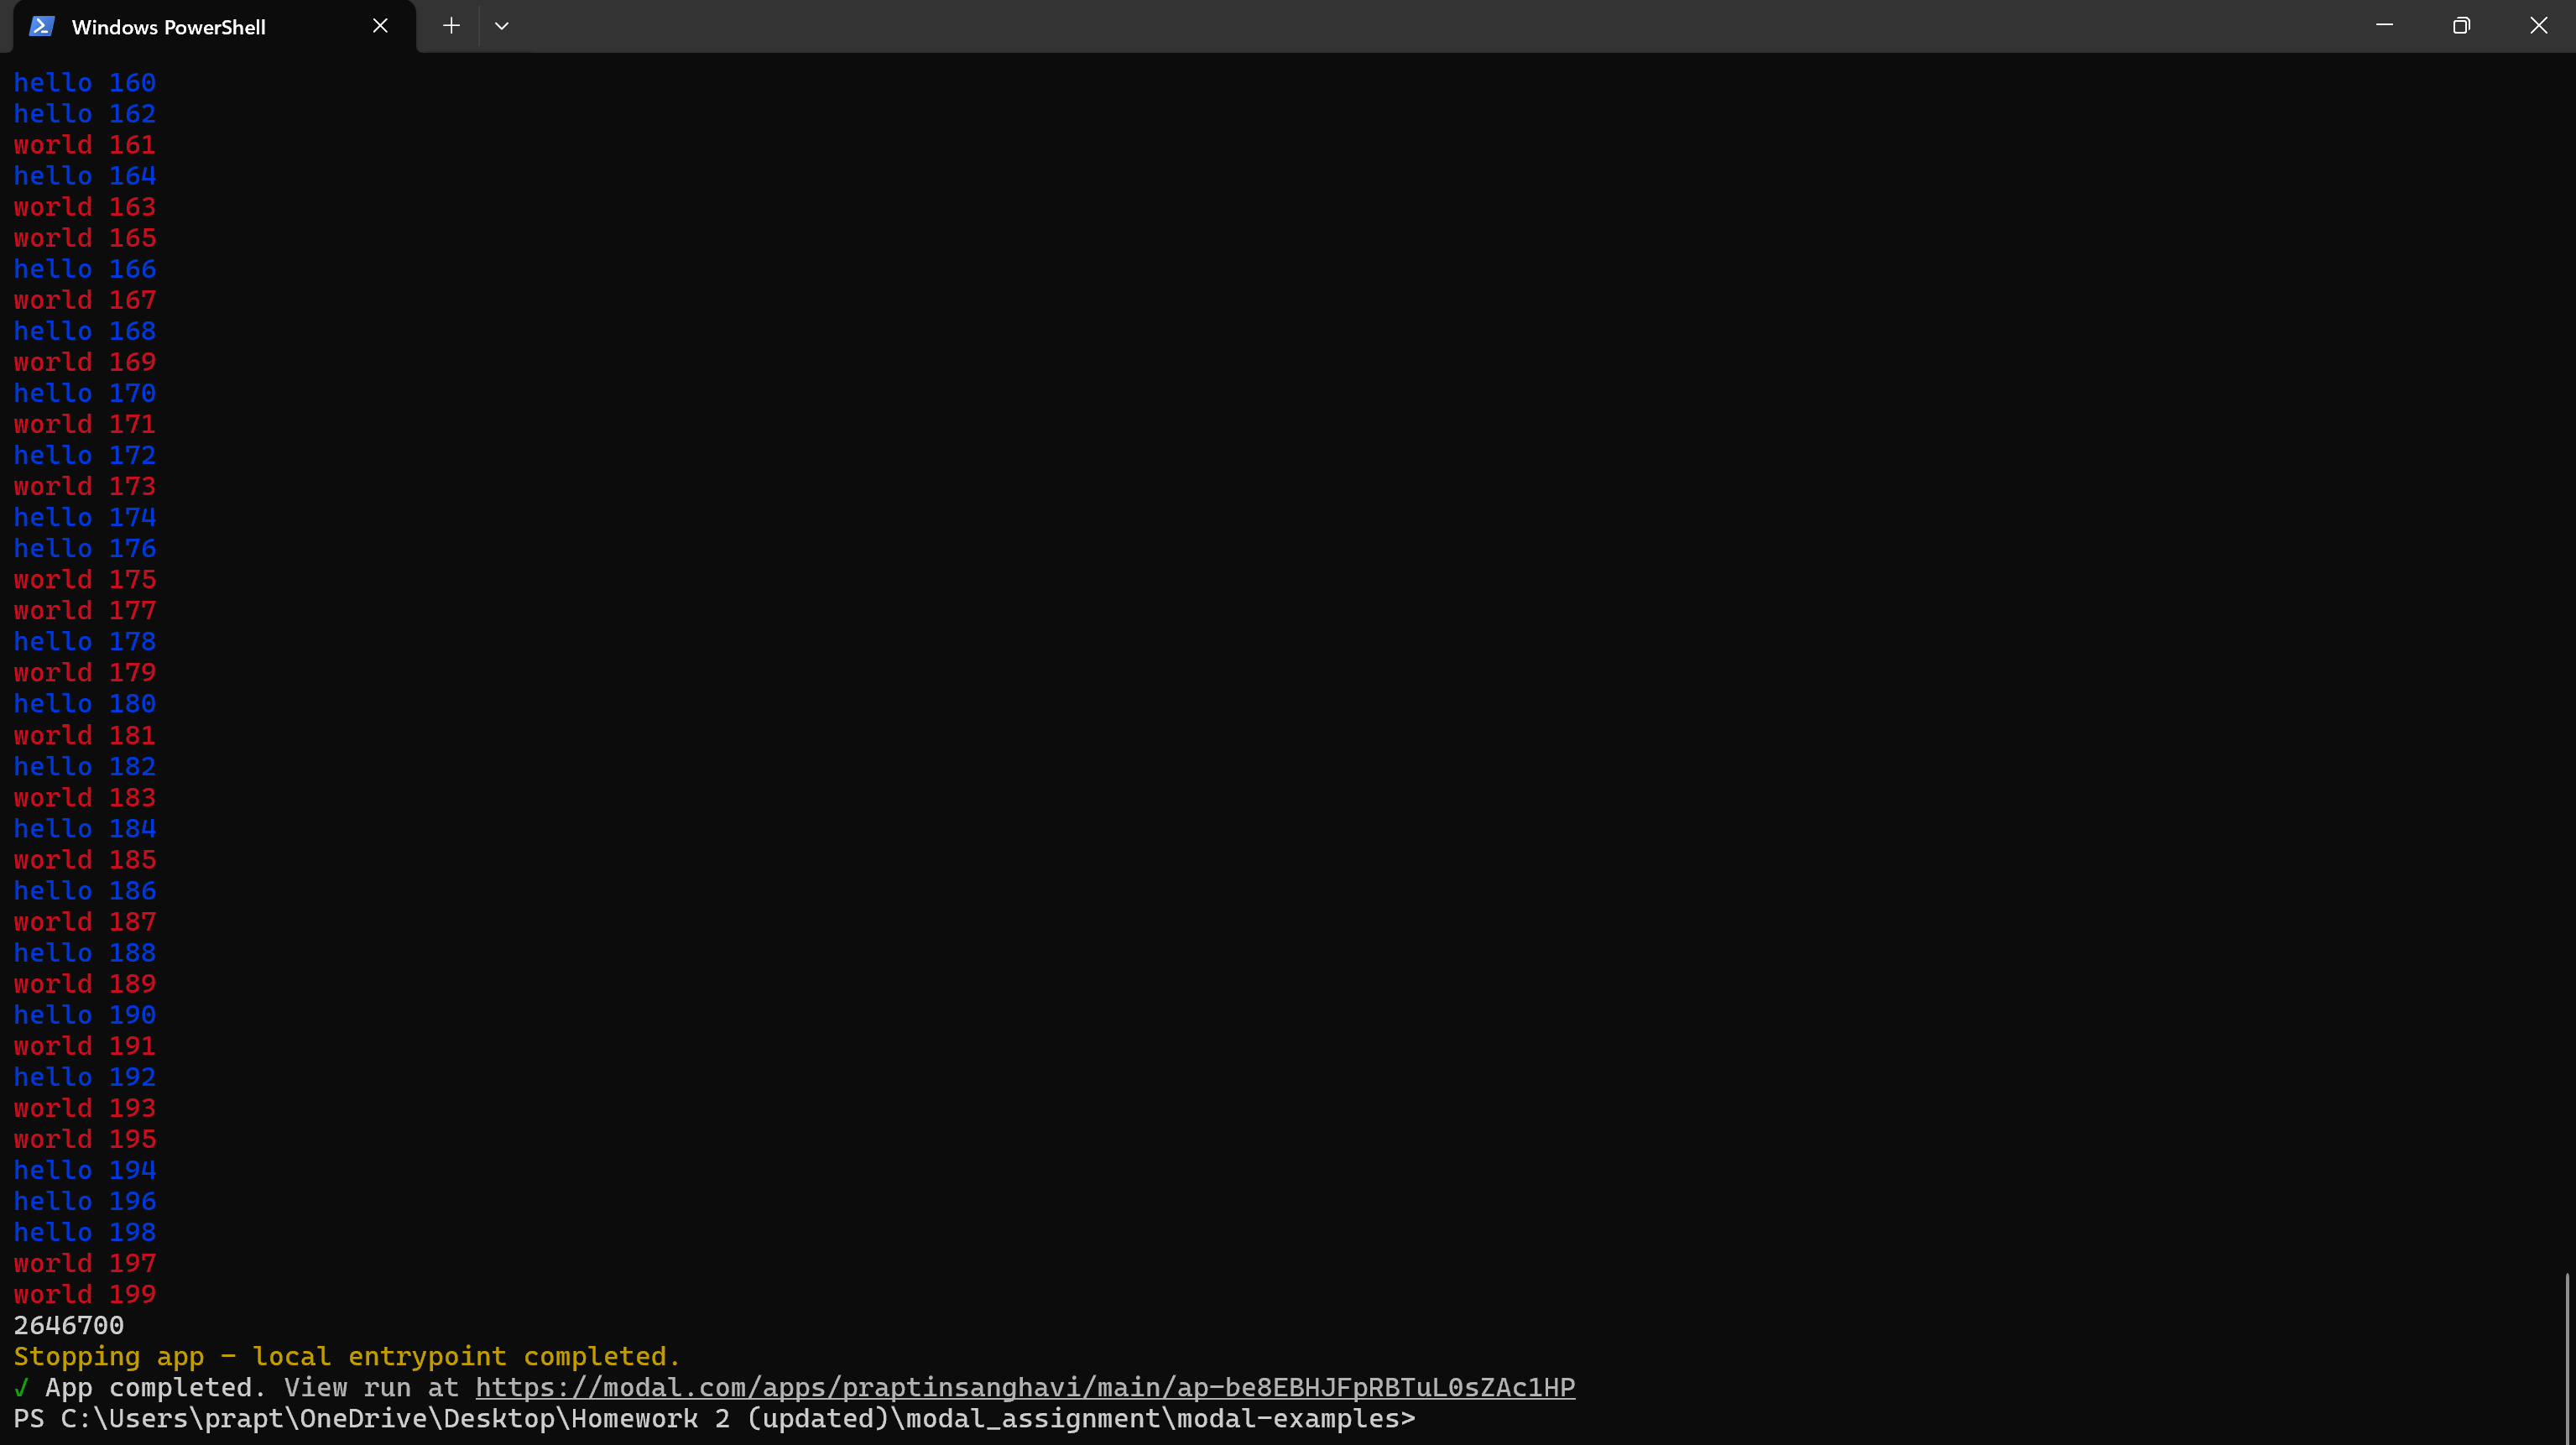 Windows PowerShell
hello 160
hello 162
world 161
hello 164
world 163
world 165
hello 166
world 167
hello 168
world 169
hello 170
world 171
hello 172
world 173
hello 174
hello 176
world 175
world 177
hello 178
world 179
hello 180
world 181
hello 182
world 183
hello 184
world 185
hello 186
world 187
hello 188
world 189
hello 190
world 191
hello 192
world 193
world 195
hello 194
hello 196
hello 198
world 197
world 199
2646700
Stopping app - local entrypoint completed.
✓ App completed. View run at https://modal.com/apps/praptinsanghavi/main/ap-be8EBHJFpRBTuL0sZAc1HP
PS C:\Users\prapt\OneDrive\Desktop\Homework 2 (updated)\modal_assignment\modal-examples>